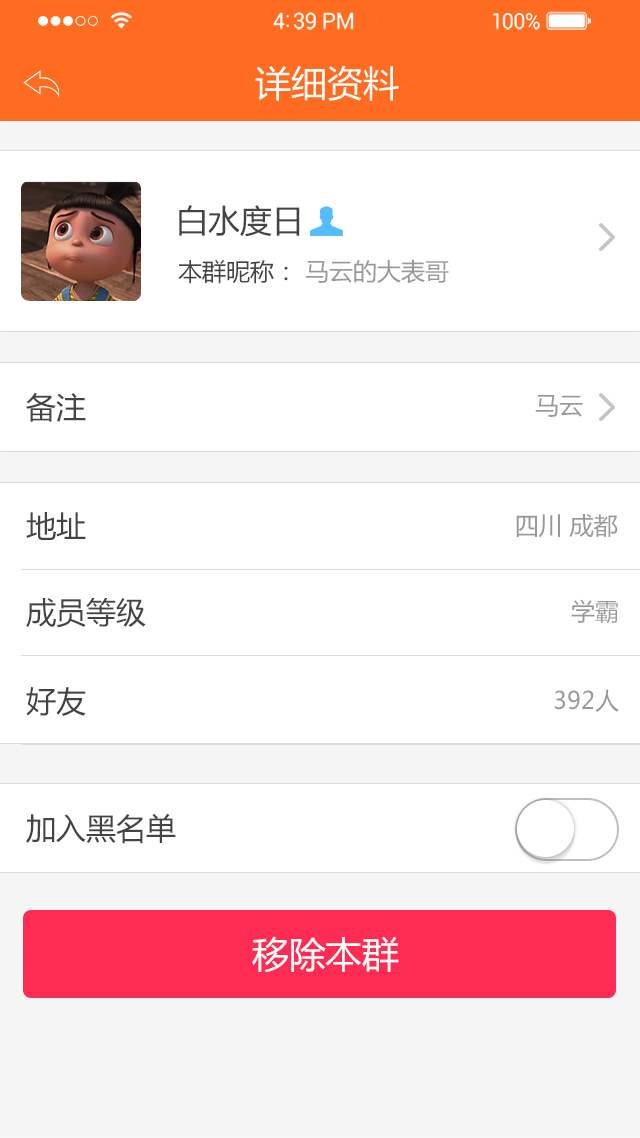 4:39 PM 100%
详细资料
白水度日
本群昵称： 马云的大表哥
备注 马云
地址 四川 成都
成员等级 学霸
好友 392人
加入黑名单
移除本群